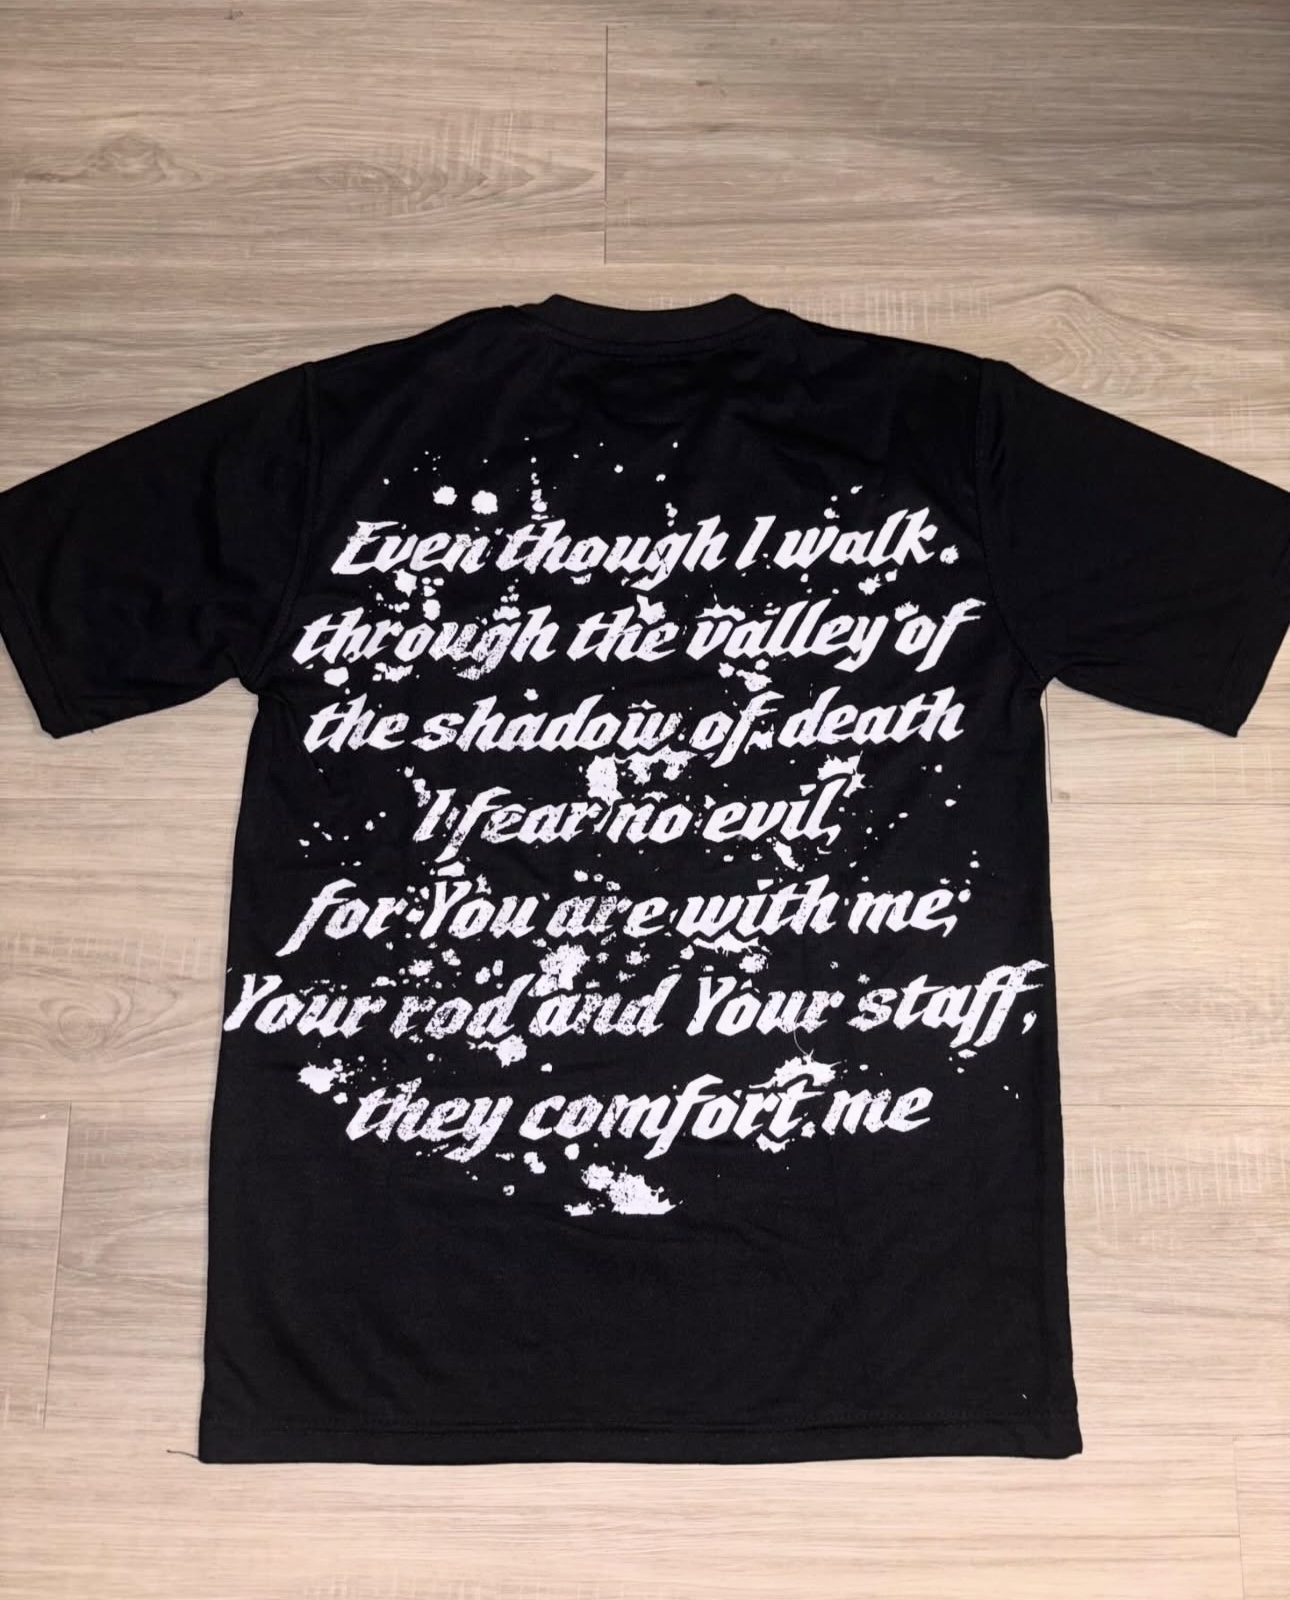 Even though I walk
through the valley of
the shadow of death
I fear no evil,
for You are with me;
Your rod and Your staff,
they comfort me